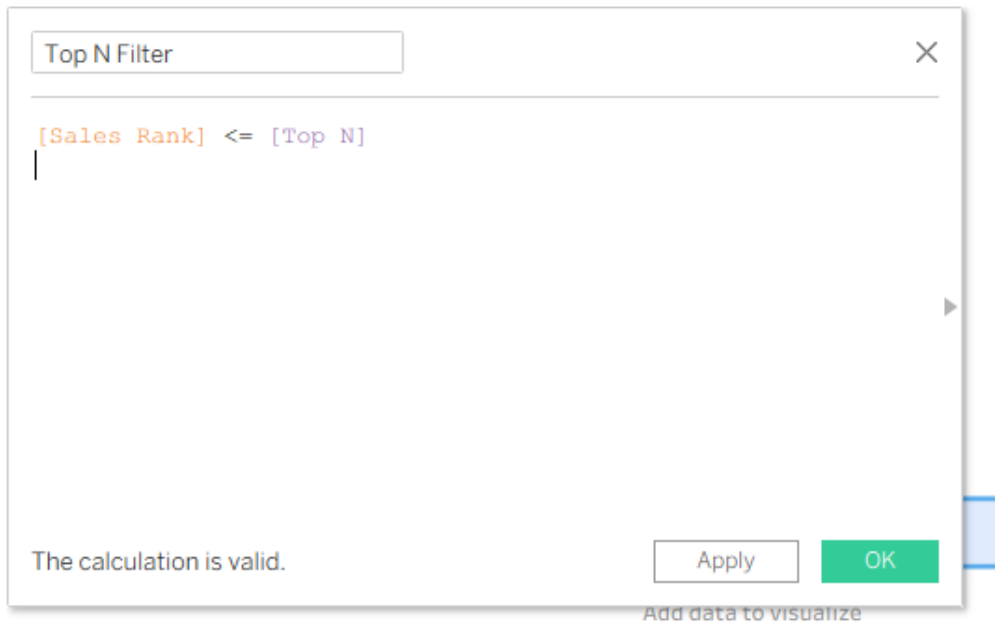 Top N Filter
[Sales Rank] <= [Top N]
The calculation is valid.
Apply
OK
Add data to visualize